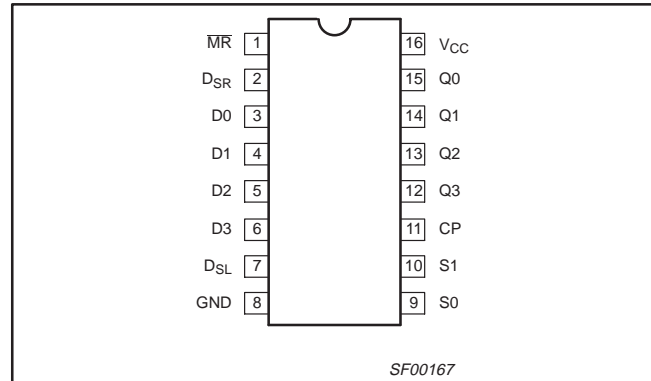 M̅R̅ 1 16 VCC
DSR 2 15 Q0
D0 3 14 Q1
D1 4 13 Q2
D2 5 12 Q3
D3 6 11 CP
DSL 7 10 S1
GND 8 9 S0
SF00167